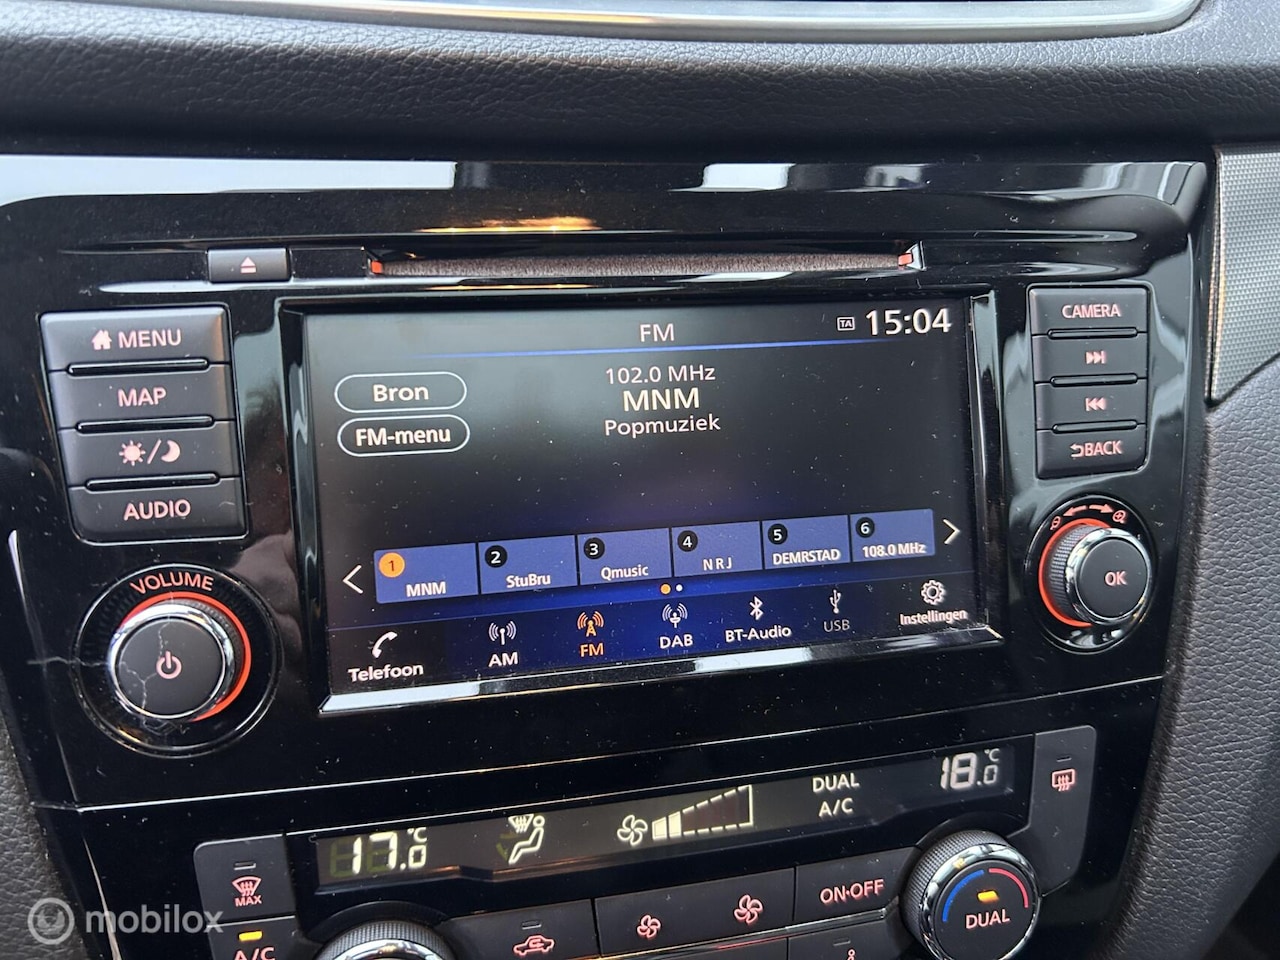 MENU
MAP
AUDIO
VOLUME
FM
TA
15:04
Bron
FM-menu
102.0 MHz
MNM
Popmuziek
1
MNM
2
StuBru
3
Qmusic
4
NRJ
5
DEMRSTAD
6
108.0 MHz
Telefoon
AM
FM
DAB
BT-Audio
USB
Instellingen
CAMERA
BACK
OK
17.0°C
DUAL
A/C
18.0°C
MAX
A/C
ON·OFF
DUAL
mobilox